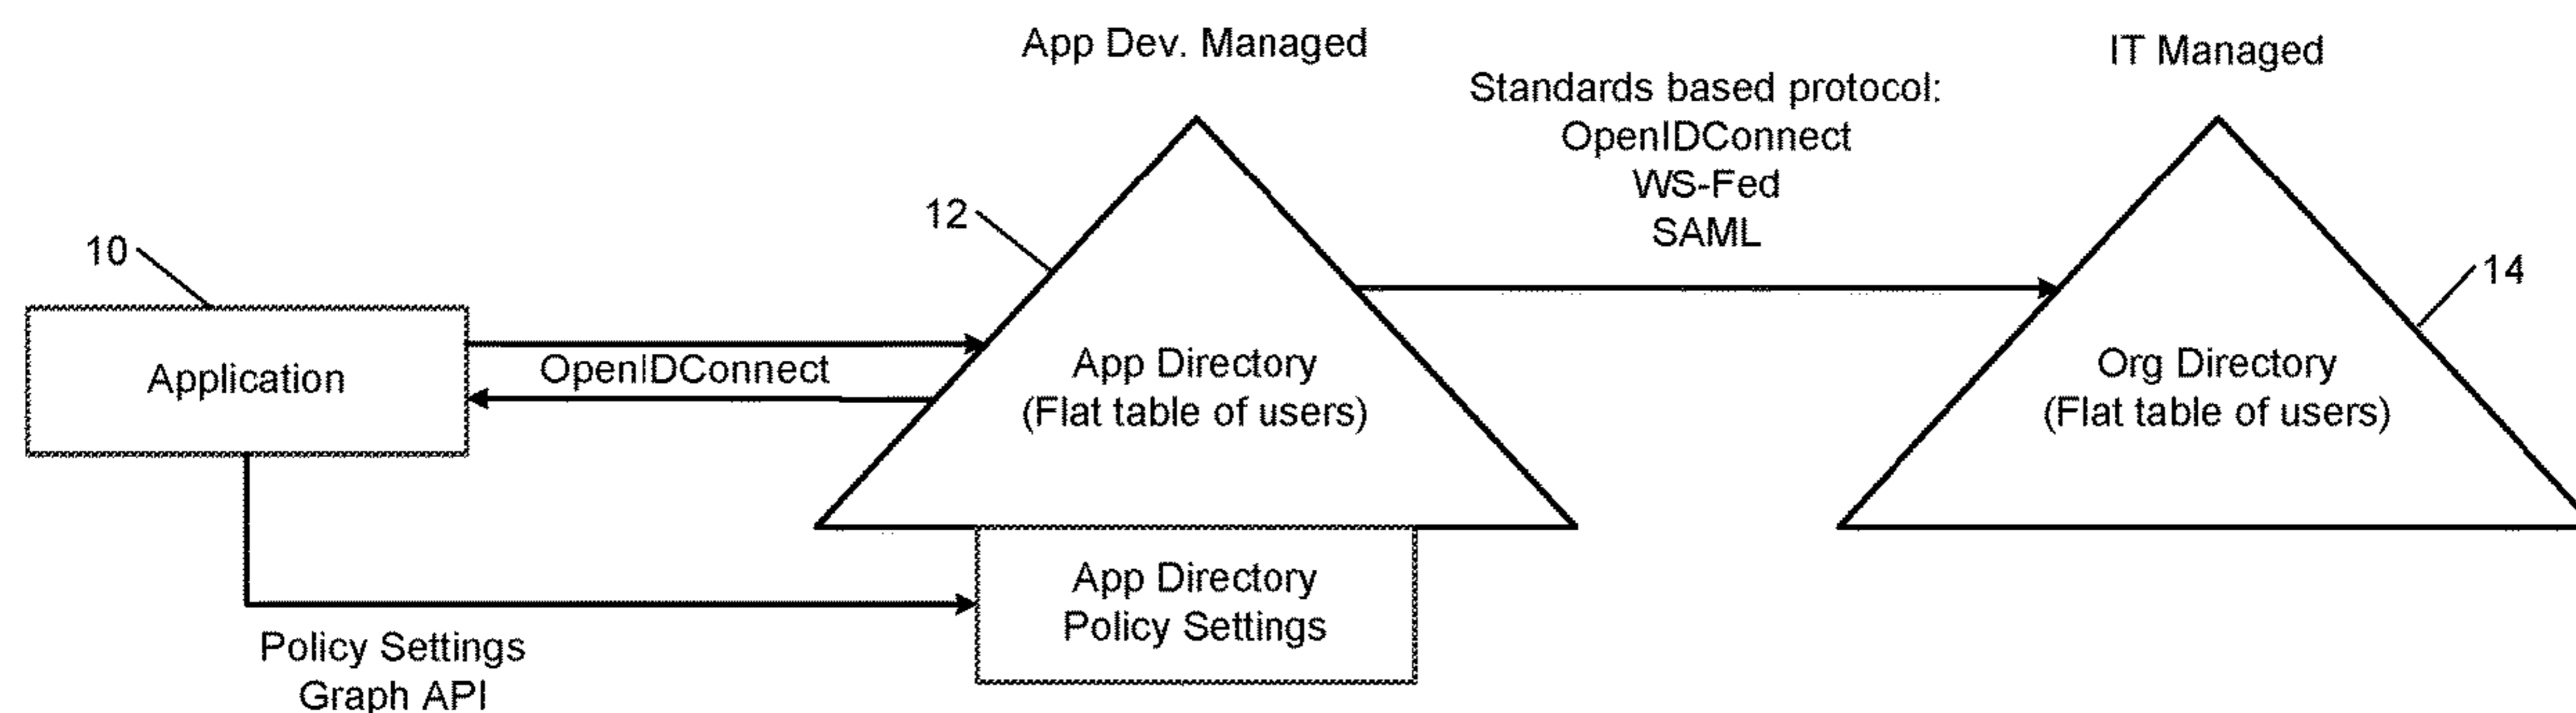 App Dev. Managed
IT Managed
Standards based protocol:
OpenIDConnect
WS-Fed
SAML
12
10
14
Application
OpenIDConnect
App Directory
(Flat table of users)
Org Directory
(Flat table of users)
App Directory
Policy Settings
Policy Settings
Graph API